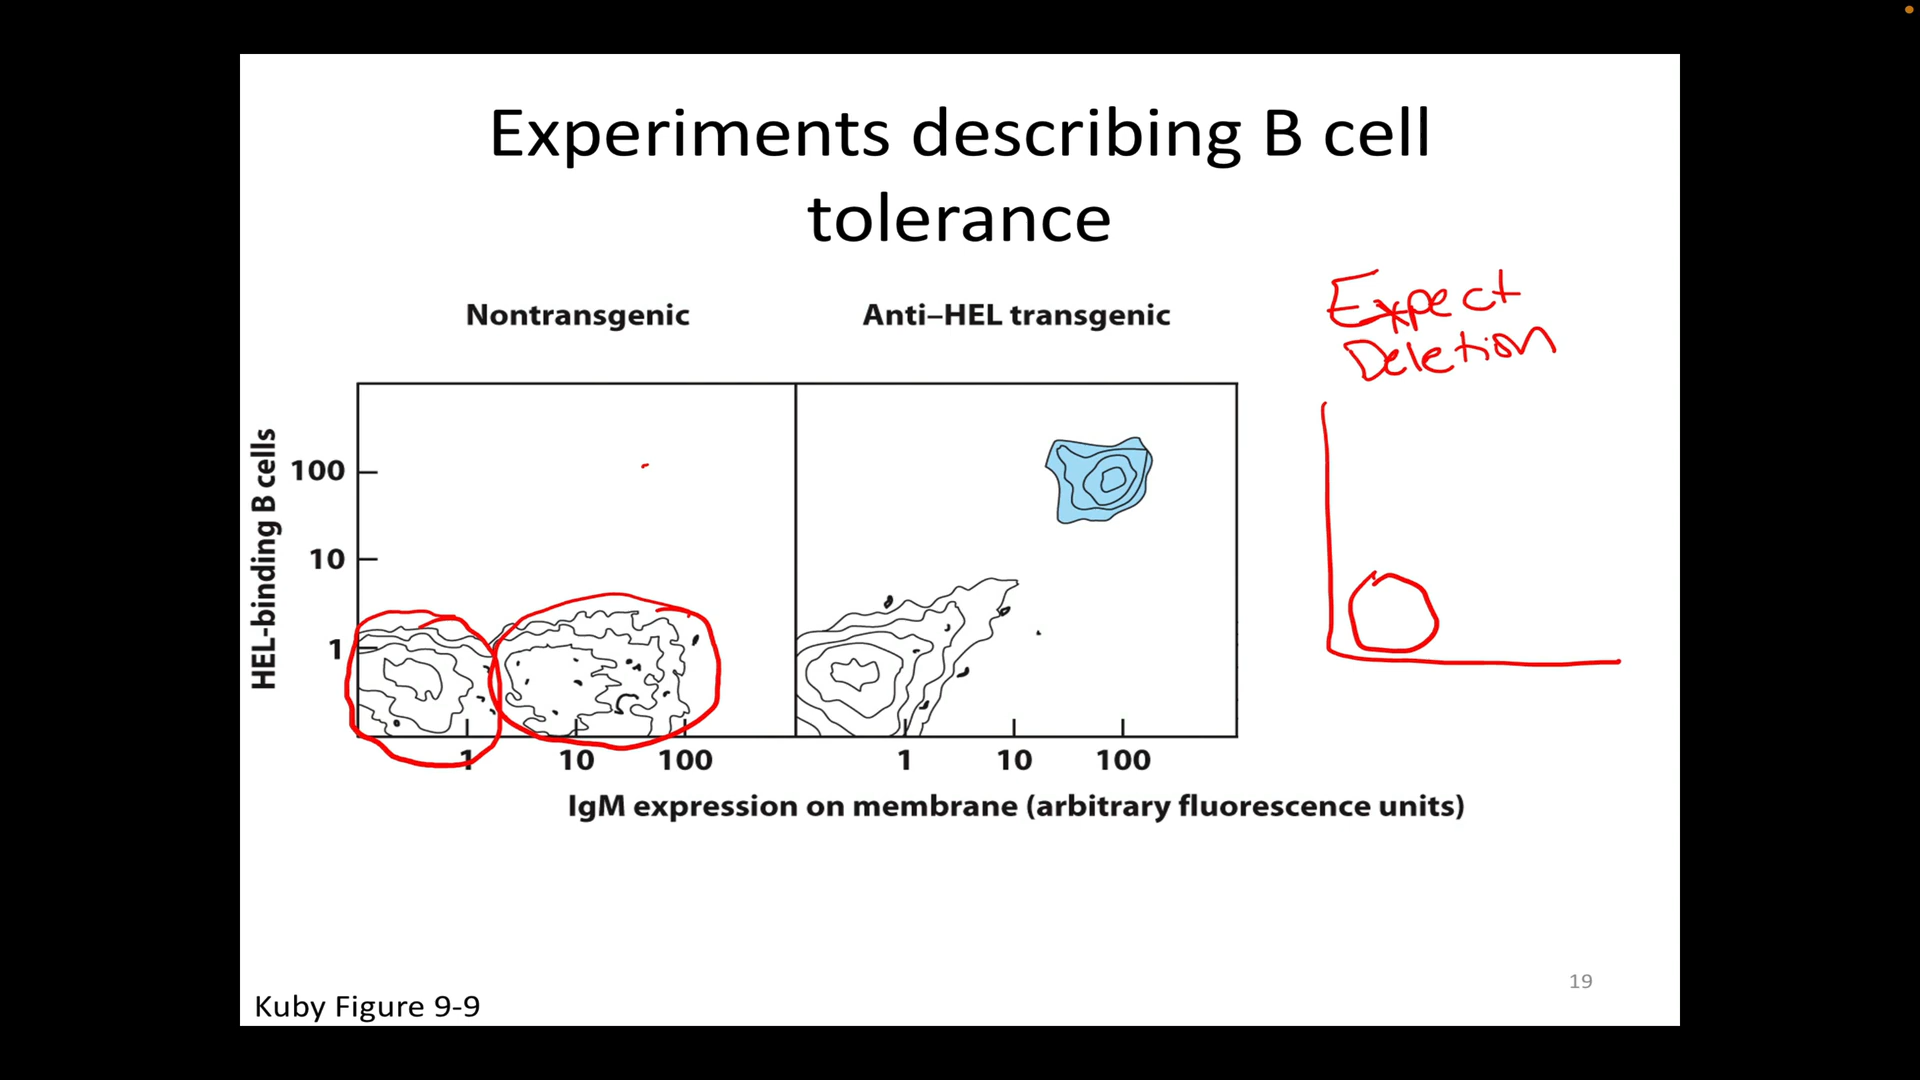 Experiments describing B cell
tolerance
Nontransgenic
Anti–HEL transgenic
Expect
Deletion
HEL-binding B cells
100
10
1
1 10 100
1 10 100
IgM expression on membrane (arbitrary fluorescence units)
19
Kuby Figure 9-9